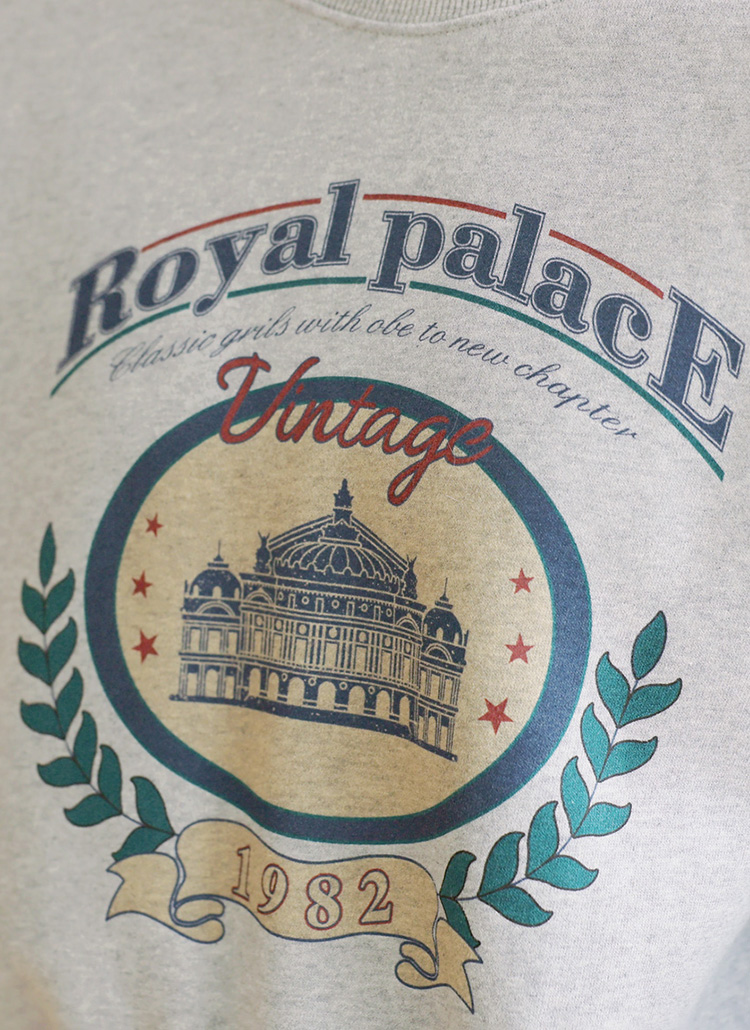 Royal palacE
Classic grils with obe to new chapter
Vintage
1982